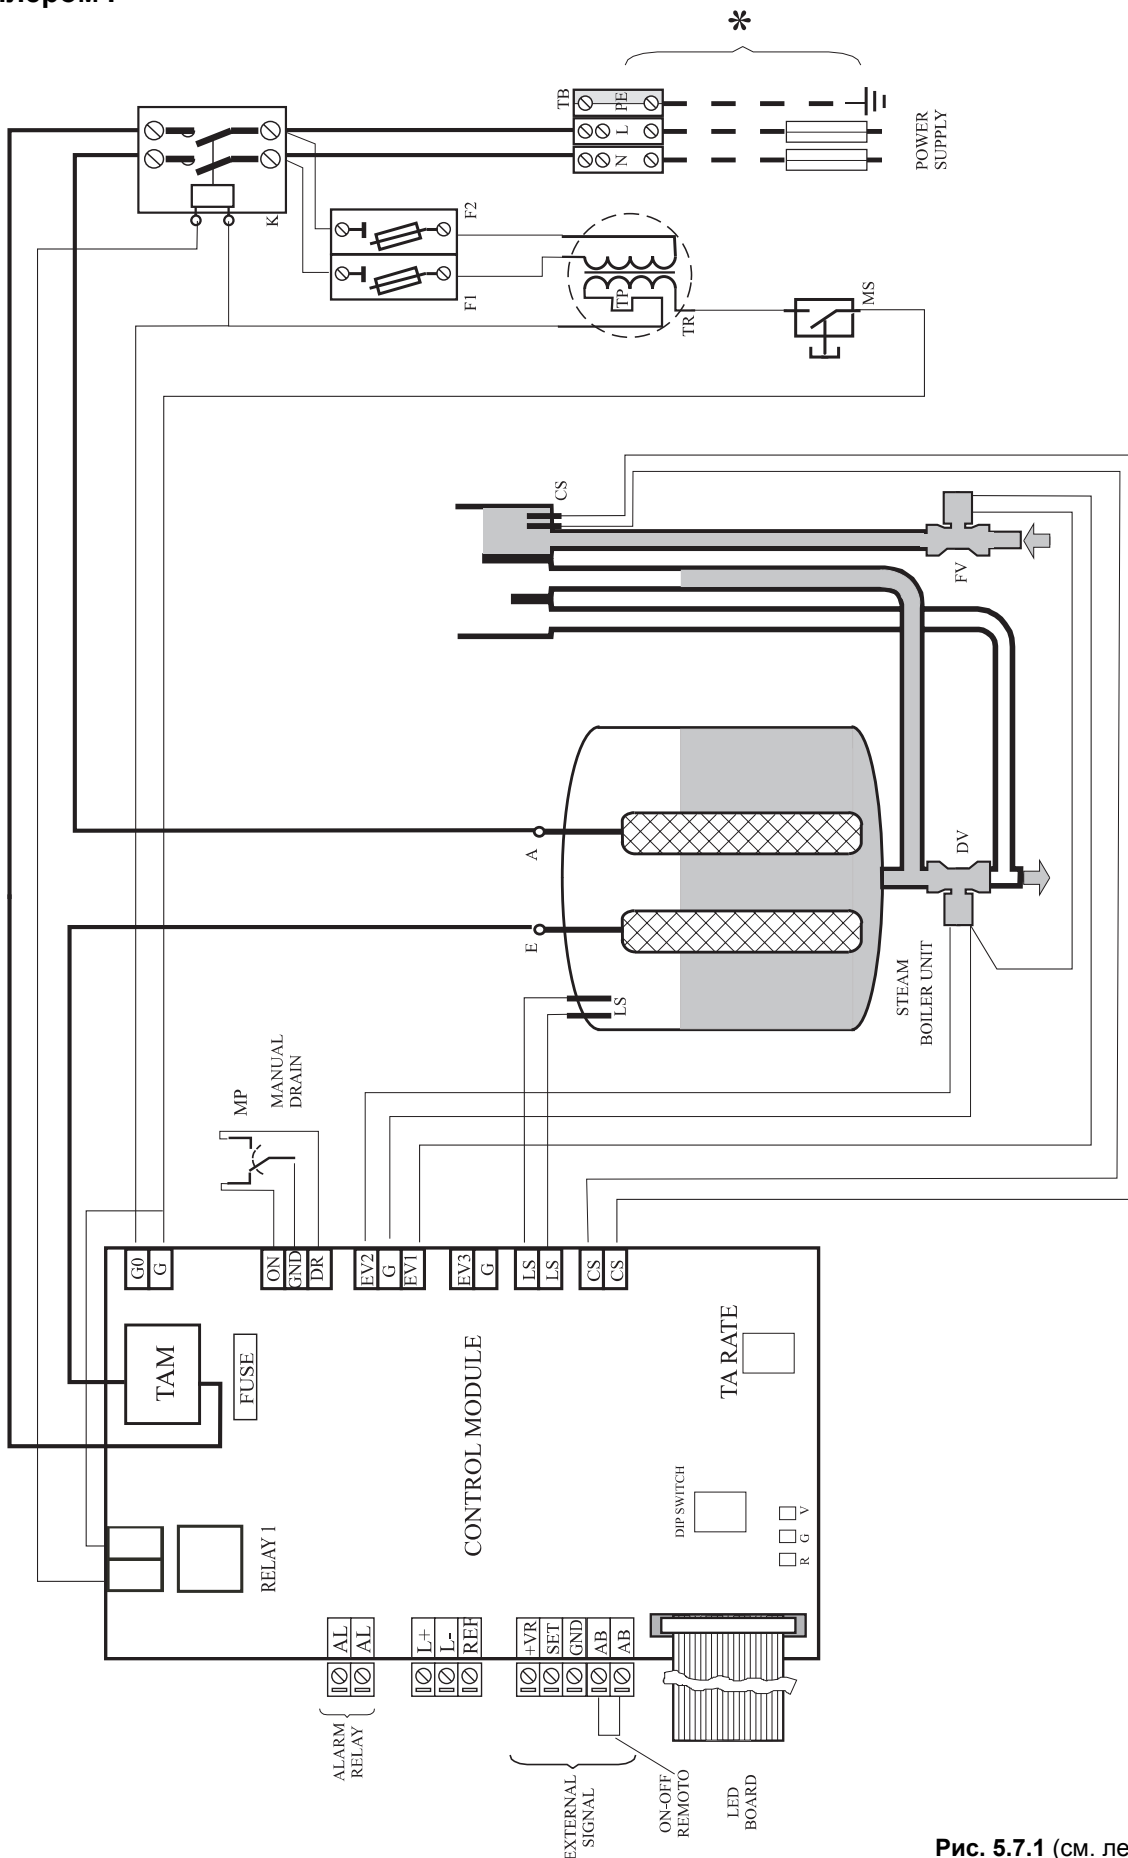 лером I
*
TB
PE
L
N
POWER
SUPPLY
K
F2
F1
TP
TR
MS
CS
FV
A
E
LS
DV
STEAM
BOILER UNIT
MP
MANUAL
DRAIN
G0
G
ON
GND
DR
EV2
G
EV1
EV3
G
LS
LS
CS
CS
TAM
FUSE
TA RATE
CONTROL MODULE
RELAY 1
DIP SWITCH
R
G
V
AL
AL
L+
L-
REF
+VR
SET
GND
AB
AB
ALARM
RELAY
EXTERNAL
SIGNAL
ON-OFF
REMOTO
LED
BOARD
Рис. 5.7.1 (см. ле